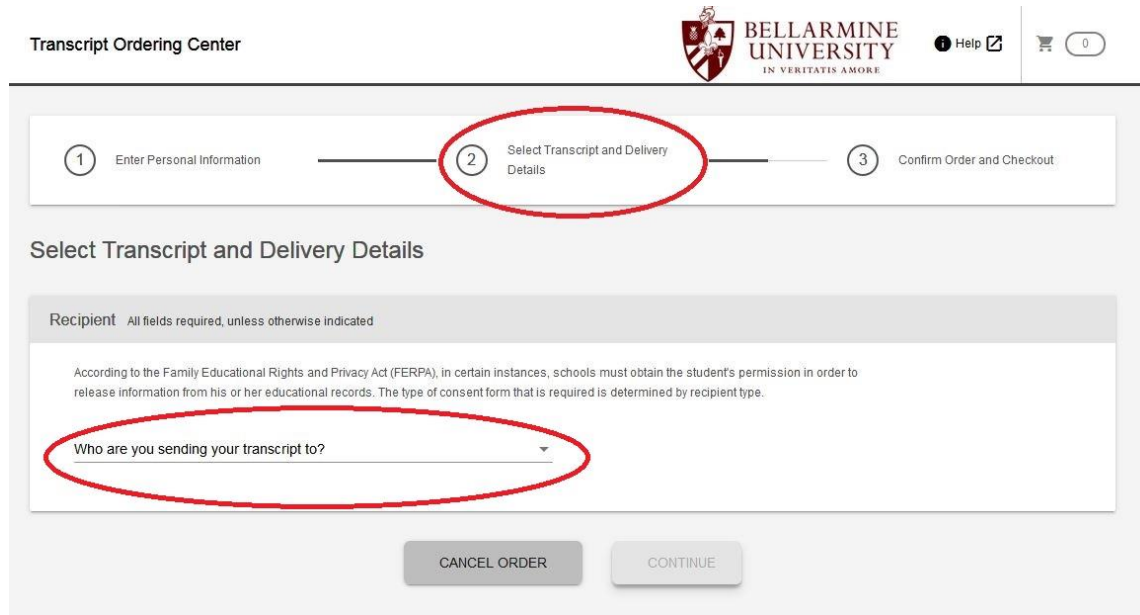 Transcript Ordering Center
BELLARMINE
UNIVERSITY
IN VERITATIS AMORE
i Help
0
1 Enter Personal Information
2 Select Transcript and Delivery
Details
3 Confirm Order and Checkout
Select Transcript and Delivery Details
Recipient All fields required, unless otherwise indicated
According to the Family Educational Rights and Privacy Act (FERPA), in certain instances, schools must obtain the student's permission in order to
release information from his or her educational records. The type of consent form that is required is determined by recipient type.
Who are you sending your transcript to?
CANCEL ORDER
CONTINUE